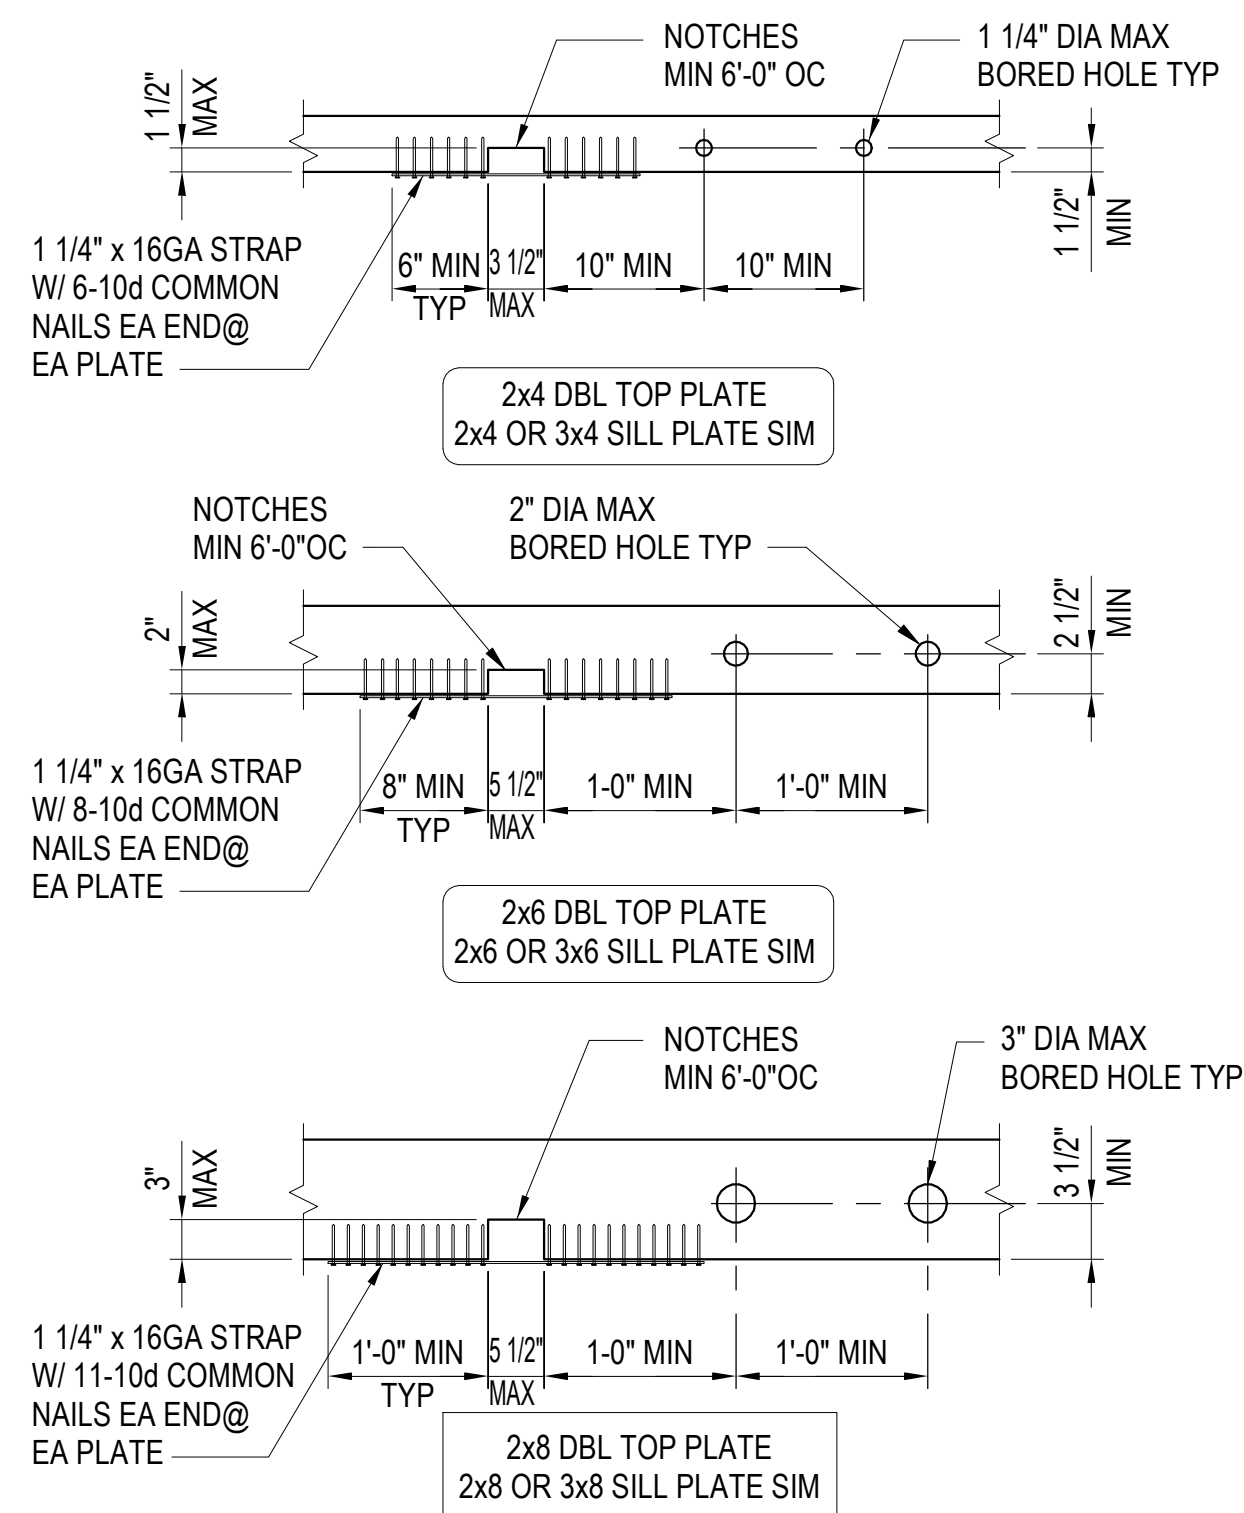 NOTCHES
MIN 6'-0" OC
1 1/4" DIA MAX
BORED HOLE TYP
1 1/2"
MAX
1 1/2"
MIN
1 1/4" x 16GA STRAP
W/ 6-10d COMMON
NAILS EA END@
EA PLATE
6" MIN
TYP
3 1/2"
MAX
10" MIN
10" MIN
2x4 DBL TOP PLATE
2x4 OR 3x4 SILL PLATE SIM
NOTCHES
MIN 6'-0"OC
2" DIA MAX
BORED HOLE TYP
2"
MAX
2 1/2"
MIN
1 1/4" x 16GA STRAP
W/ 8-10d COMMON
NAILS EA END@
EA PLATE
8" MIN
TYP
5 1/2"
MAX
1-0" MIN
1'-0" MIN
2x6 DBL TOP PLATE
2x6 OR 3x6 SILL PLATE SIM
NOTCHES
MIN 6'-0"OC
3" DIA MAX
BORED HOLE TYP
3"
MAX
3 1/2"
MIN
1 1/4" x 16GA STRAP
W/ 11-10d COMMON
NAILS EA END@
EA PLATE
1'-0" MIN
TYP
5 1/2"
MAX
1-0" MIN
1'-0" MIN
2x8 DBL TOP PLATE
2x8 OR 3x8 SILL PLATE SIM